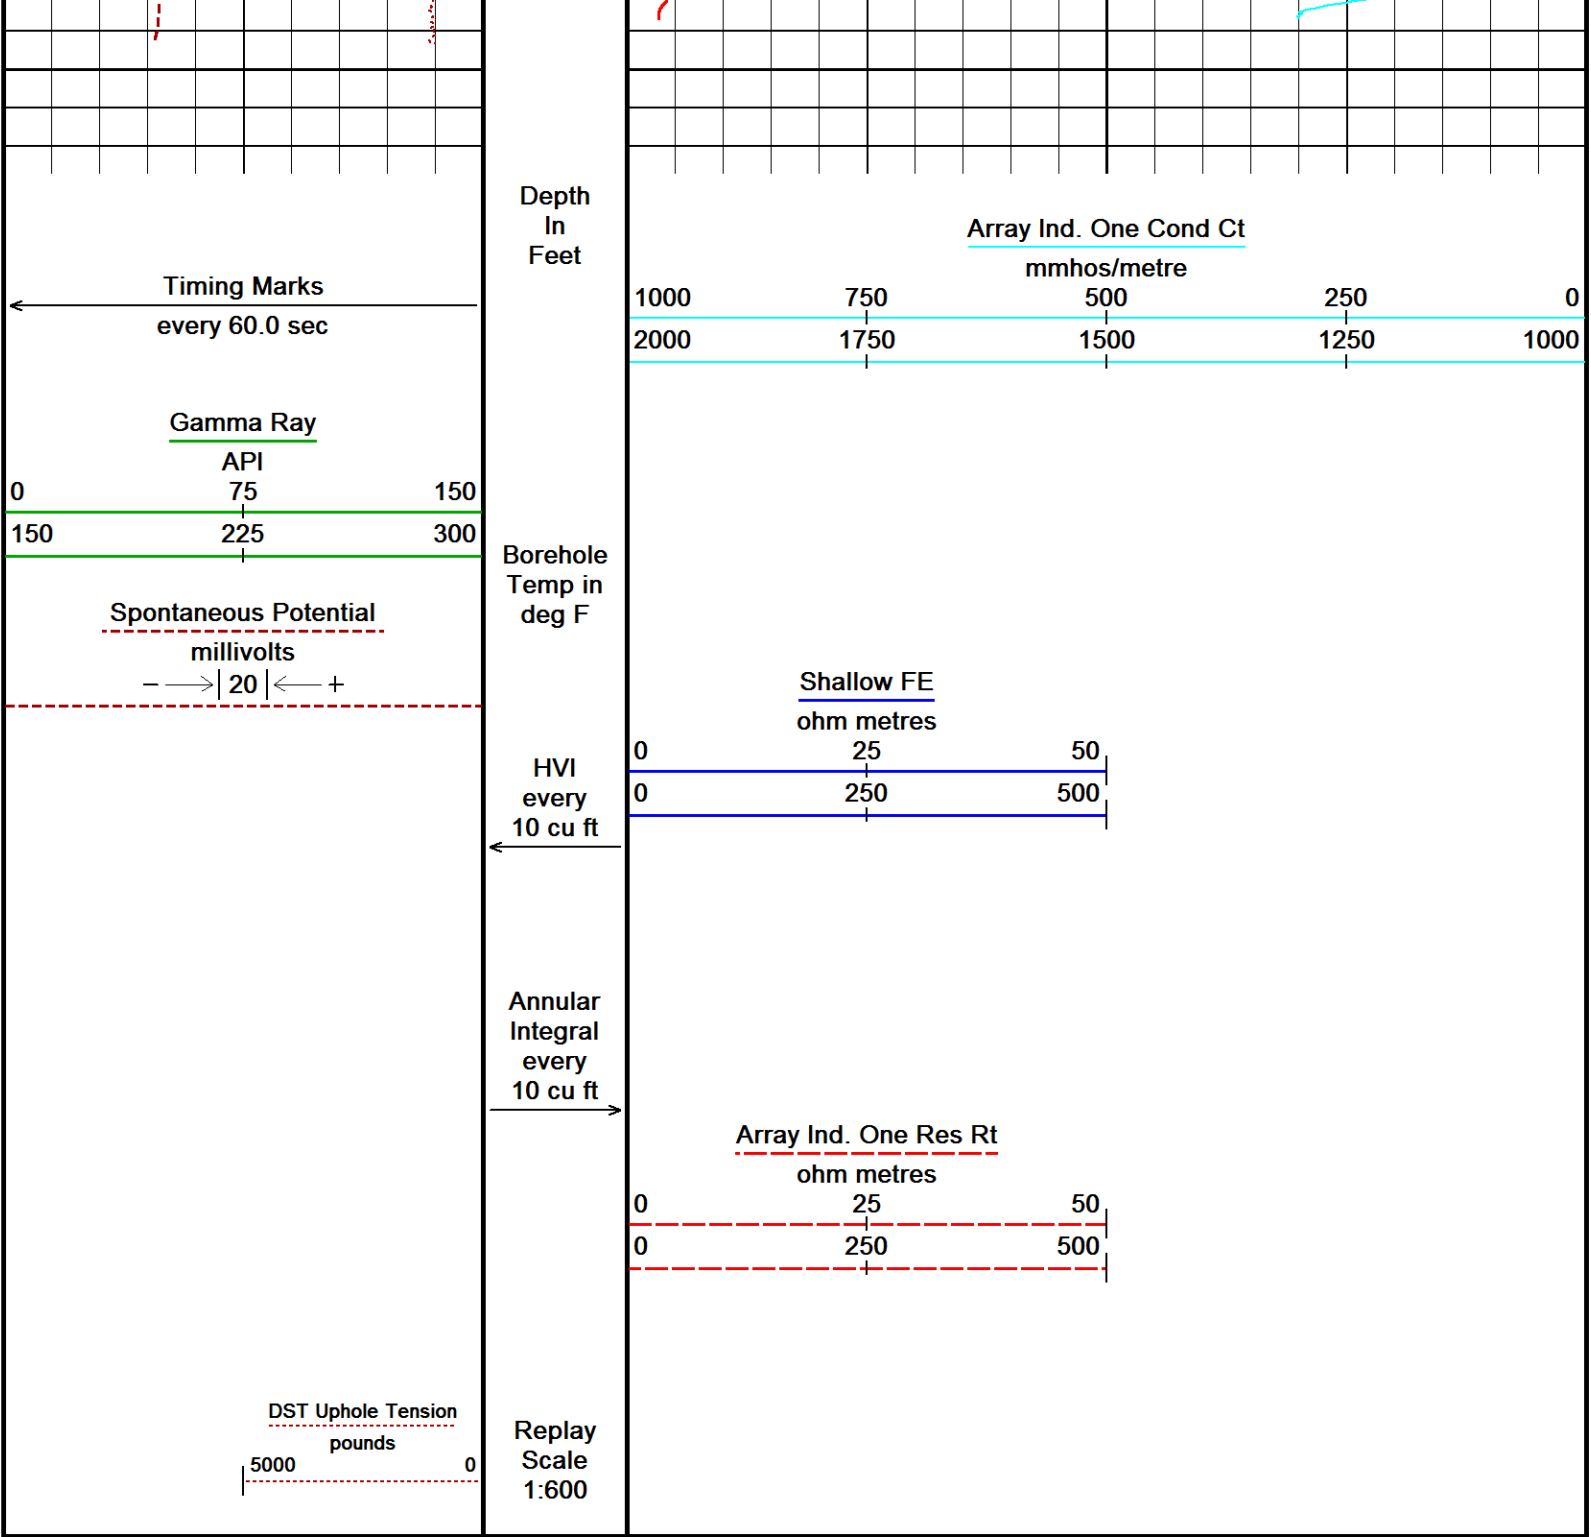 Timing Marks
every 60.0 sec
Gamma Ray
API
0 75 150
150 225 300
Spontaneous Potential
millivolts
− 20 +
DST Uphole Tension
pounds
5000 0
Depth
In
Feet
Borehole
Temp in
deg F
HVI
every
10 cu ft
Annular
Integral
every
10 cu ft
Replay
Scale
1:600
Array Ind. One Cond Ct
mmhos/metre
1000 750 500 250 0
2000 1750 1500 1250 1000
Shallow FE
ohm metres
0 25 50
0 250 500
Array Ind. One Res Rt
ohm metres
0 25 50
0 250 500